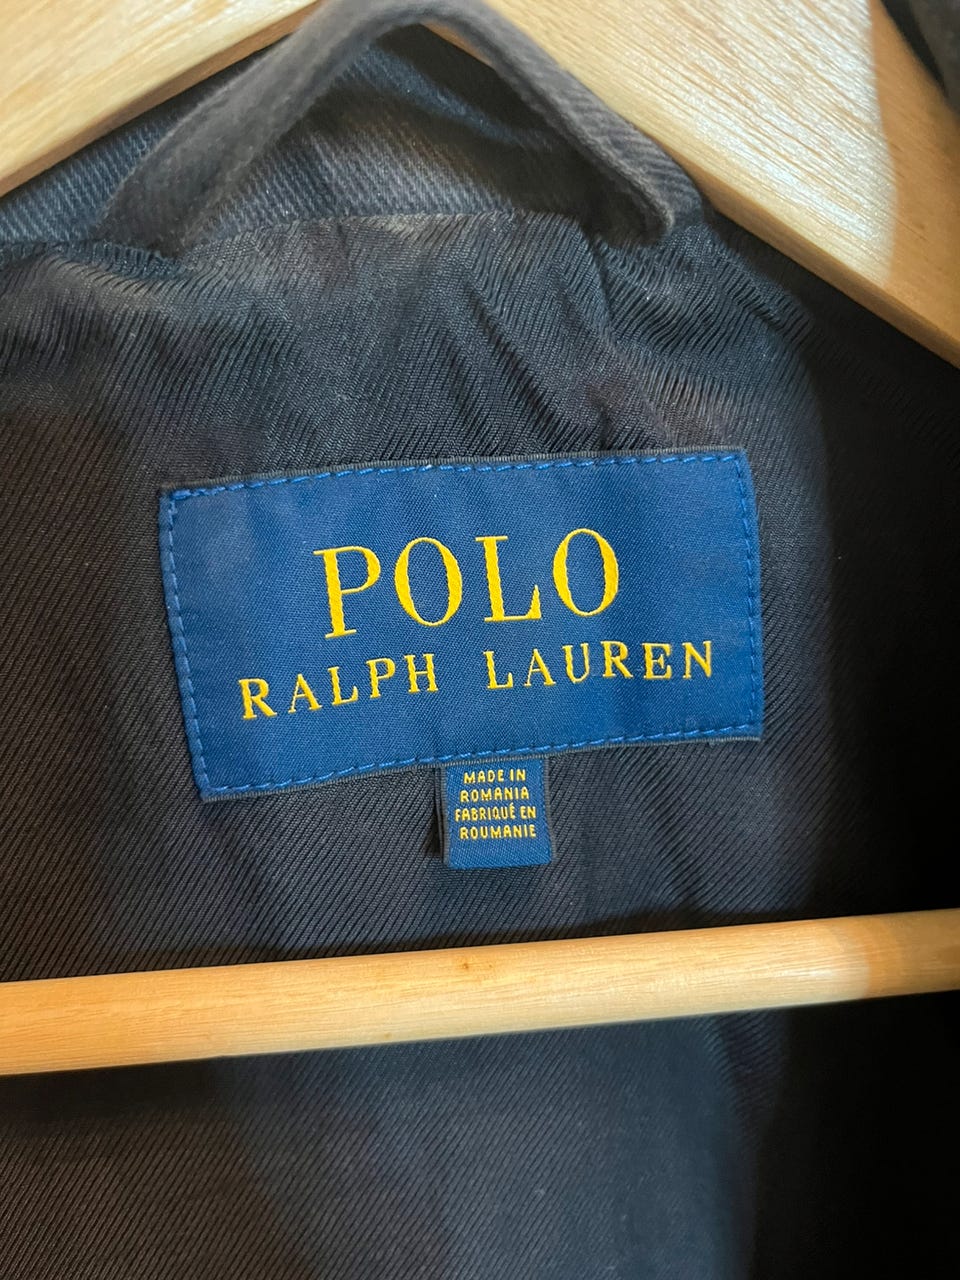 POLO
RALPH LAUREN
MADE IN
ROMANIA
FABRIQUÉ EN
ROUMANIE